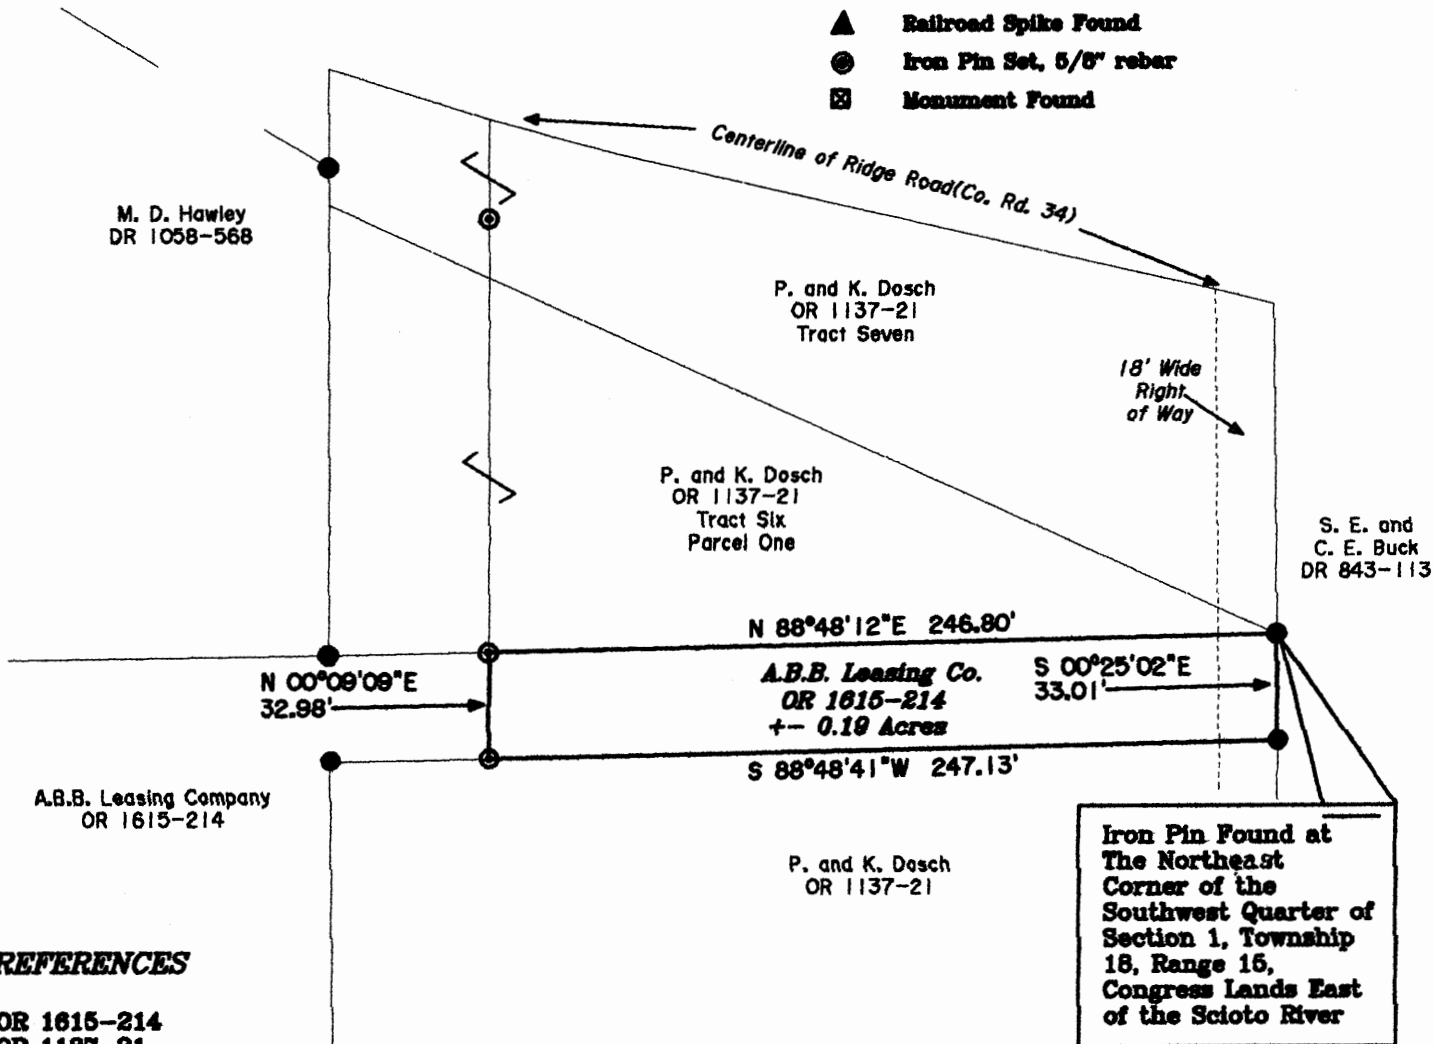 Railroad Spike Found
Iron Pin Set, 5/8" rebar
Monument Found
Centerline of Ridge Road(Co. Rd. 34)
M. D. Hawley
DR 1058-568
P. and K. Dosch
OR 1137-21
Tract Seven
18' Wide
Right
of Way
P. and K. Dosch
OR 1137-21
Tract Six
Parcel One
S. E. and
C. E. Buck
DR 843-113
N 88°48'12"E 246.80'
N 00°09'09"E
32.98'
A.B.B. Leasing Co.
OR 1615-214
+- 0.19 Acres
S 00°25'02"E
33.01'
S 88°48'41"W 247.13'
A.B.B. Leasing Company
OR 1615-214
P. and K. Dosch
OR 1137-21
Iron Pin Found at
The Northeast
Corner of the
Southwest Quarter of
Section 1, Township
18, Range 15,
Congress Lands East
of the Scioto River
REFERENCES
OR 1615-214
OR 1137-21